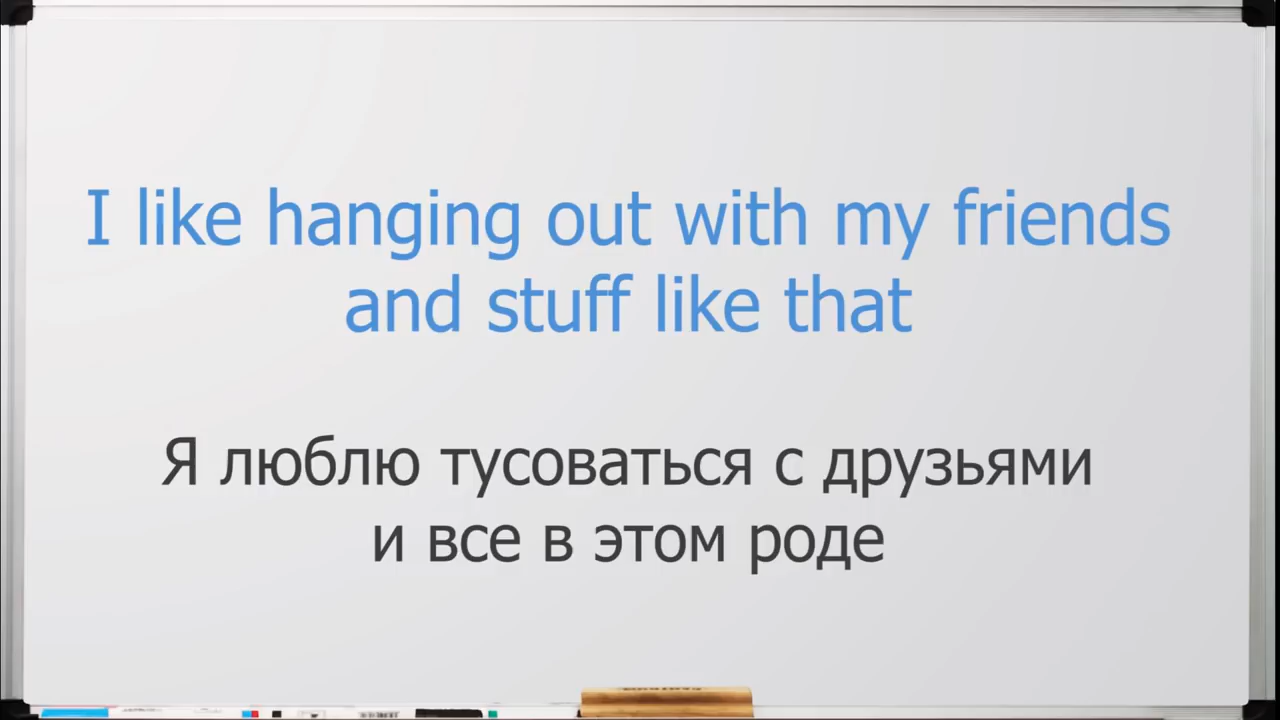 I like hanging out with my friends
and stuff like that
Я люблю тусоваться с друзьями
и все в этом роде